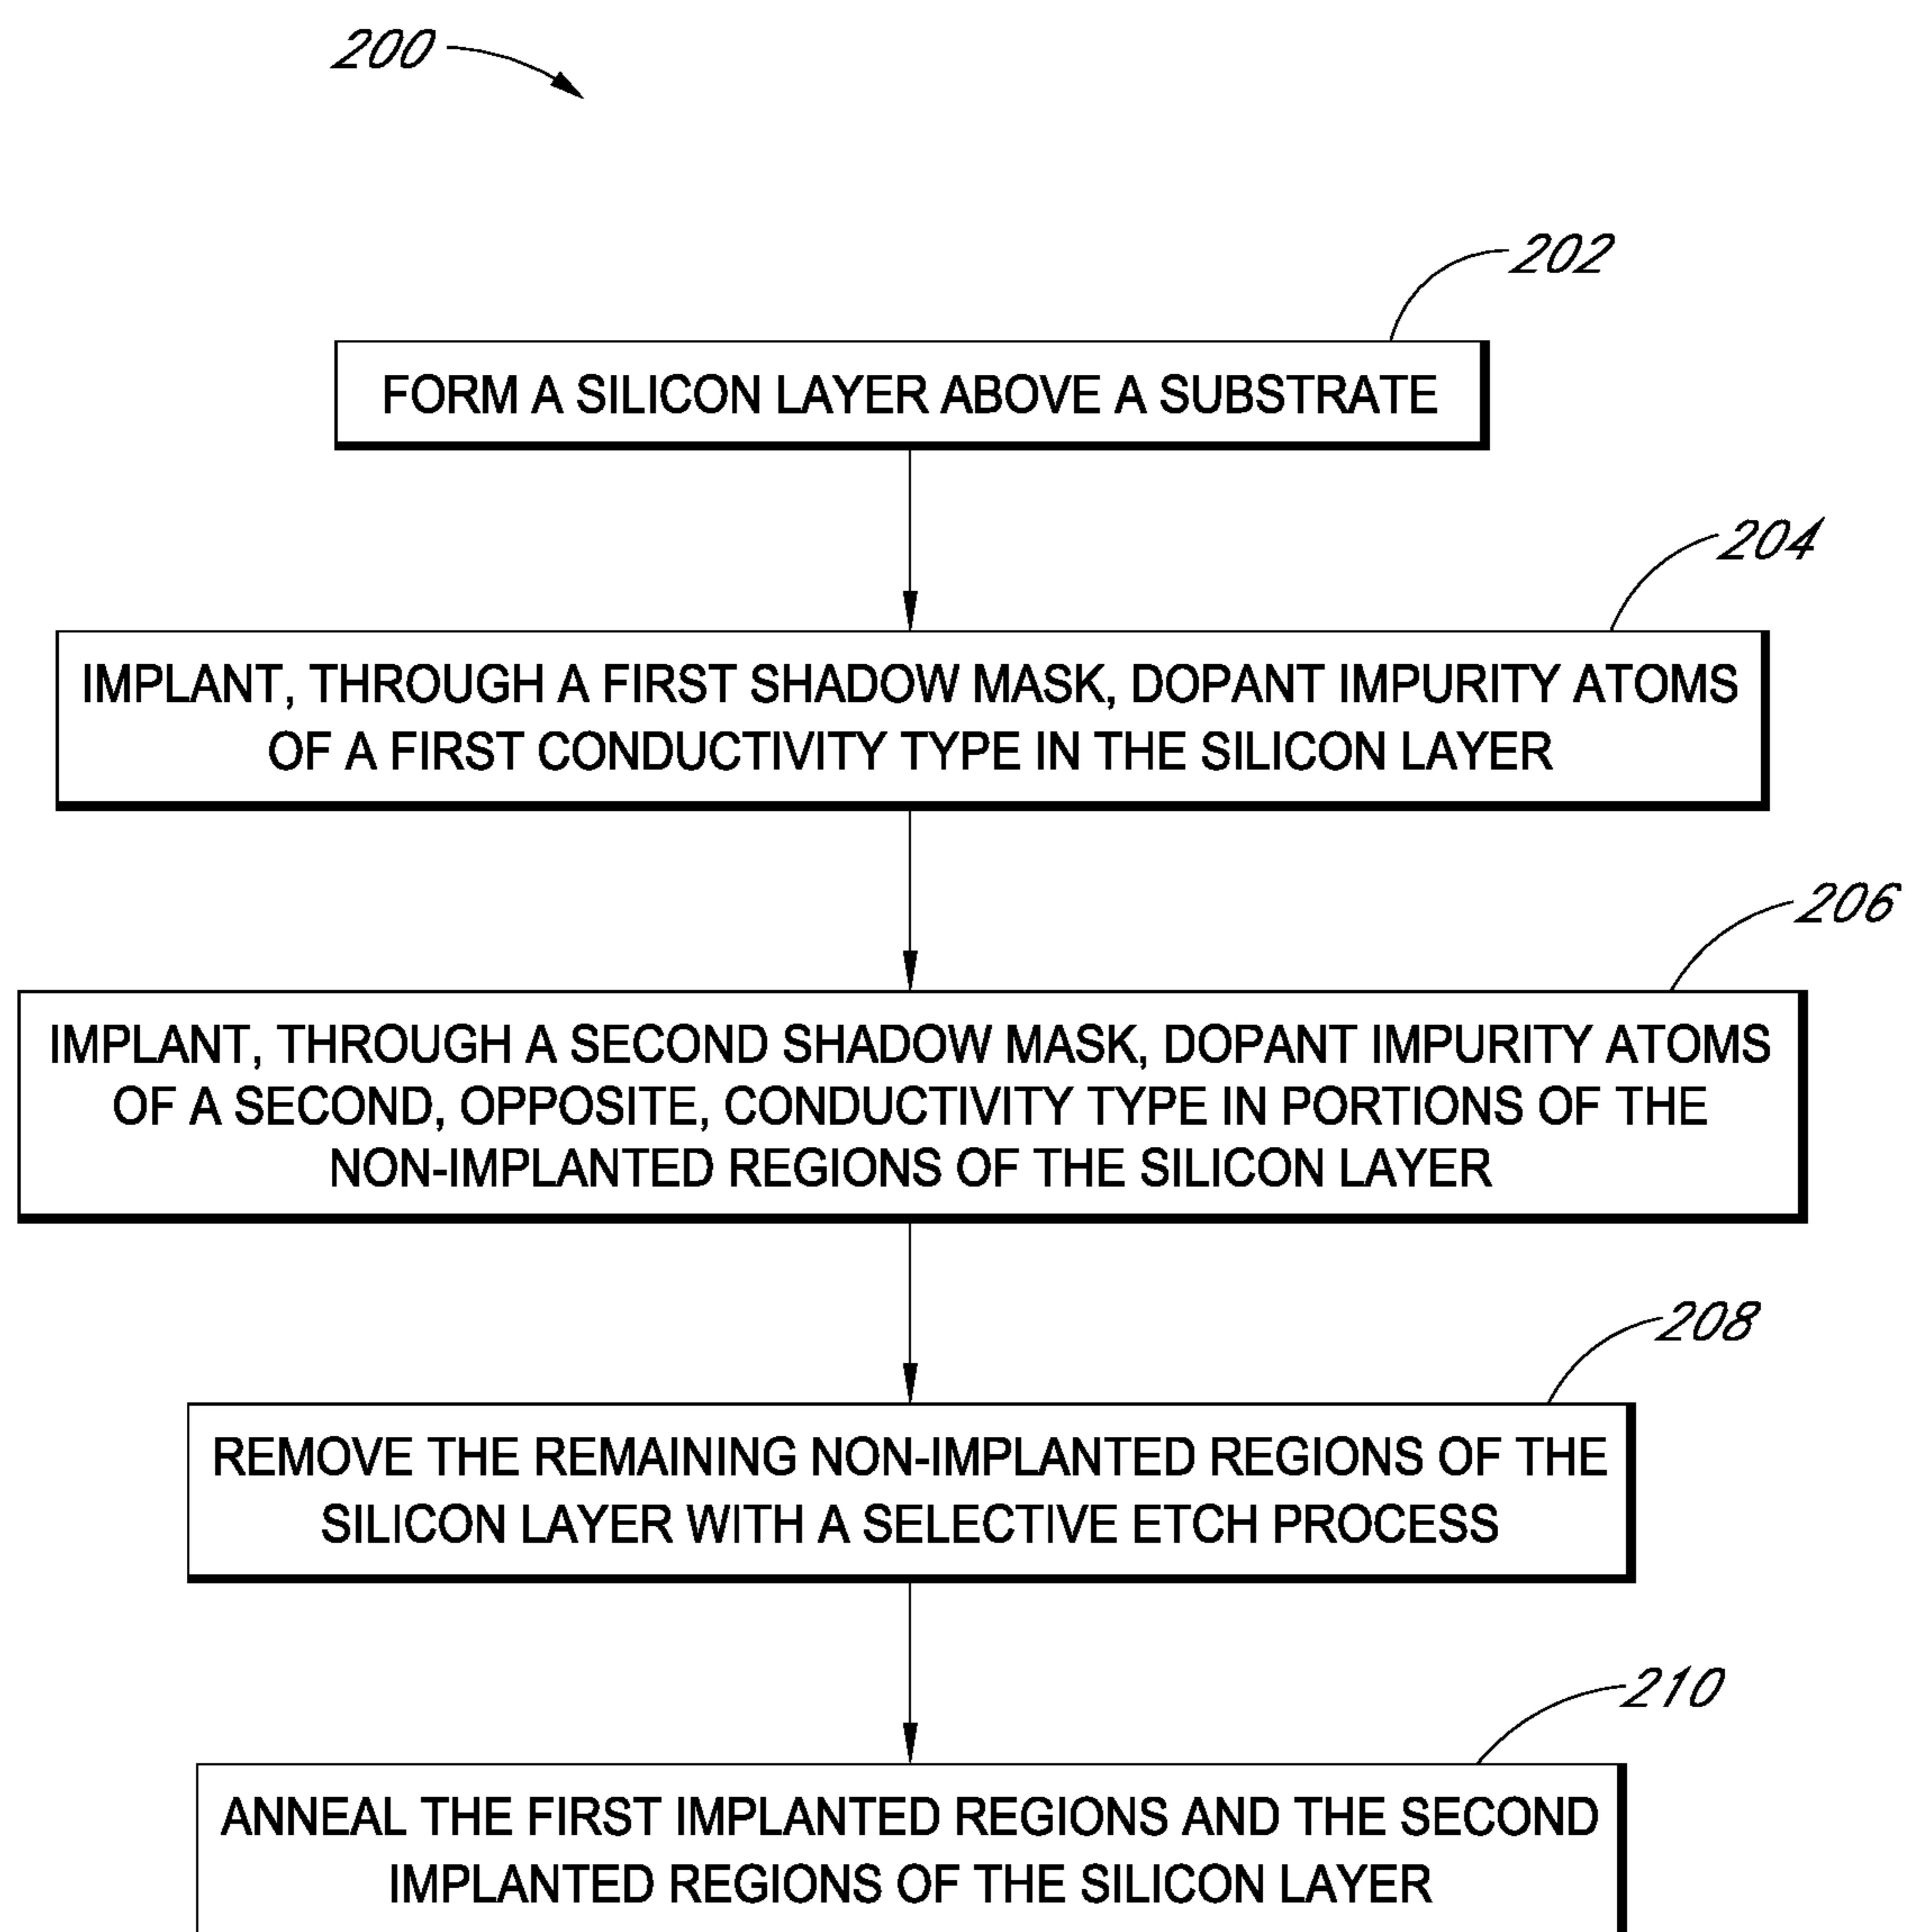 200
202
FORM A SILICON LAYER ABOVE A SUBSTRATE
204
IMPLANT, THROUGH A FIRST SHADOW MASK, DOPANT IMPURITY ATOMS
OF A FIRST CONDUCTIVITY TYPE IN THE SILICON LAYER
206
IMPLANT, THROUGH A SECOND SHADOW MASK, DOPANT IMPURITY ATOMS
OF A SECOND, OPPOSITE, CONDUCTIVITY TYPE IN PORTIONS OF THE
NON-IMPLANTED REGIONS OF THE SILICON LAYER
208
REMOVE THE REMAINING NON-IMPLANTED REGIONS OF THE
SILICON LAYER WITH A SELECTIVE ETCH PROCESS
210
ANNEAL THE FIRST IMPLANTED REGIONS AND THE SECOND
IMPLANTED REGIONS OF THE SILICON LAYER